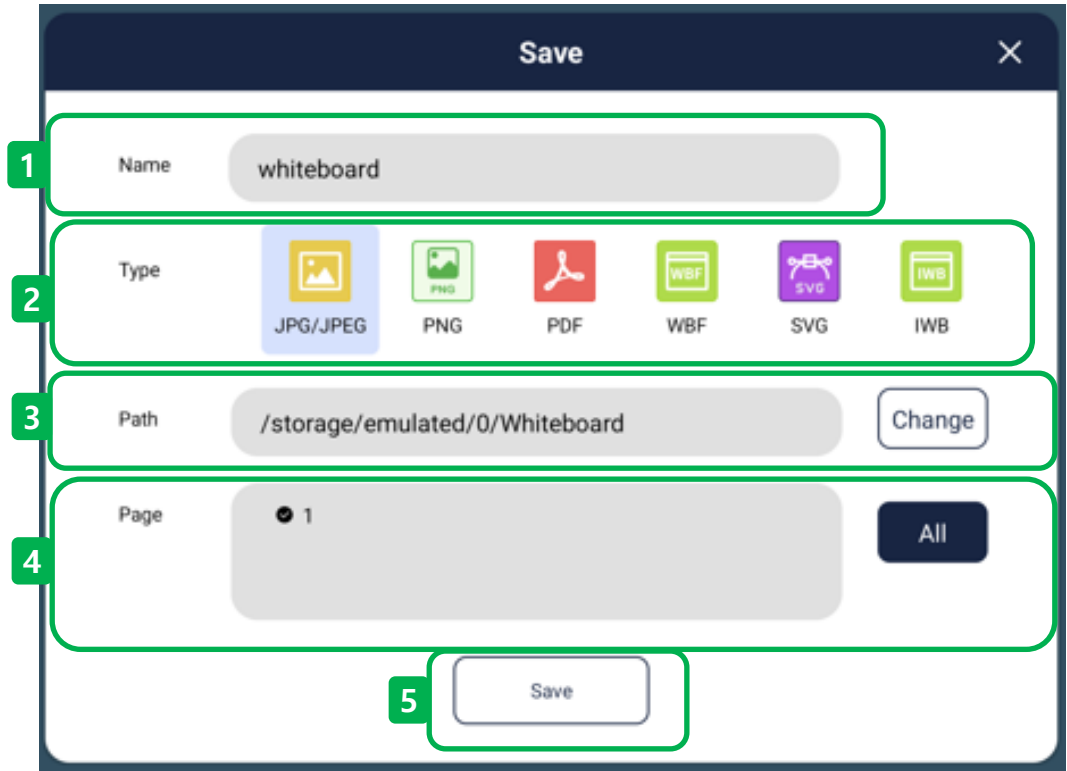 Save
1
Name
whiteboard
2
Type
PNG
WBF
SVG
IWB
JPG/JPEG
PNG
PDF
WBF
SVG
IWB
3
Path
/storage/emulated/0/Whiteboard
Change
4
Page
1
All
5
Save